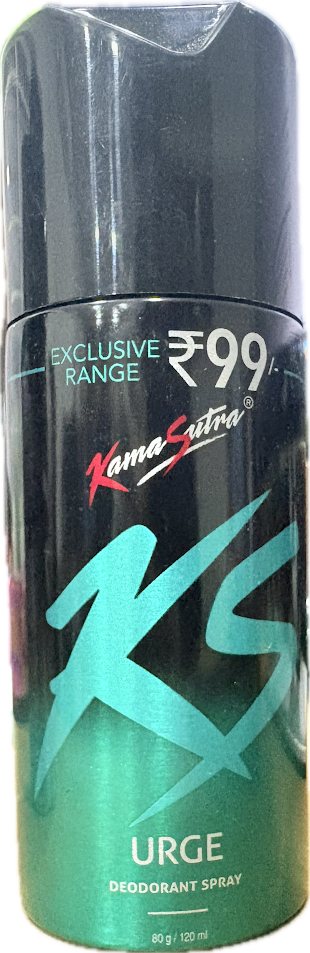 EXCLUSIVE
RANGE
₹99/-
KamaSutra®
KS
URGE
DEODORANT SPRAY
80 g / 120 ml